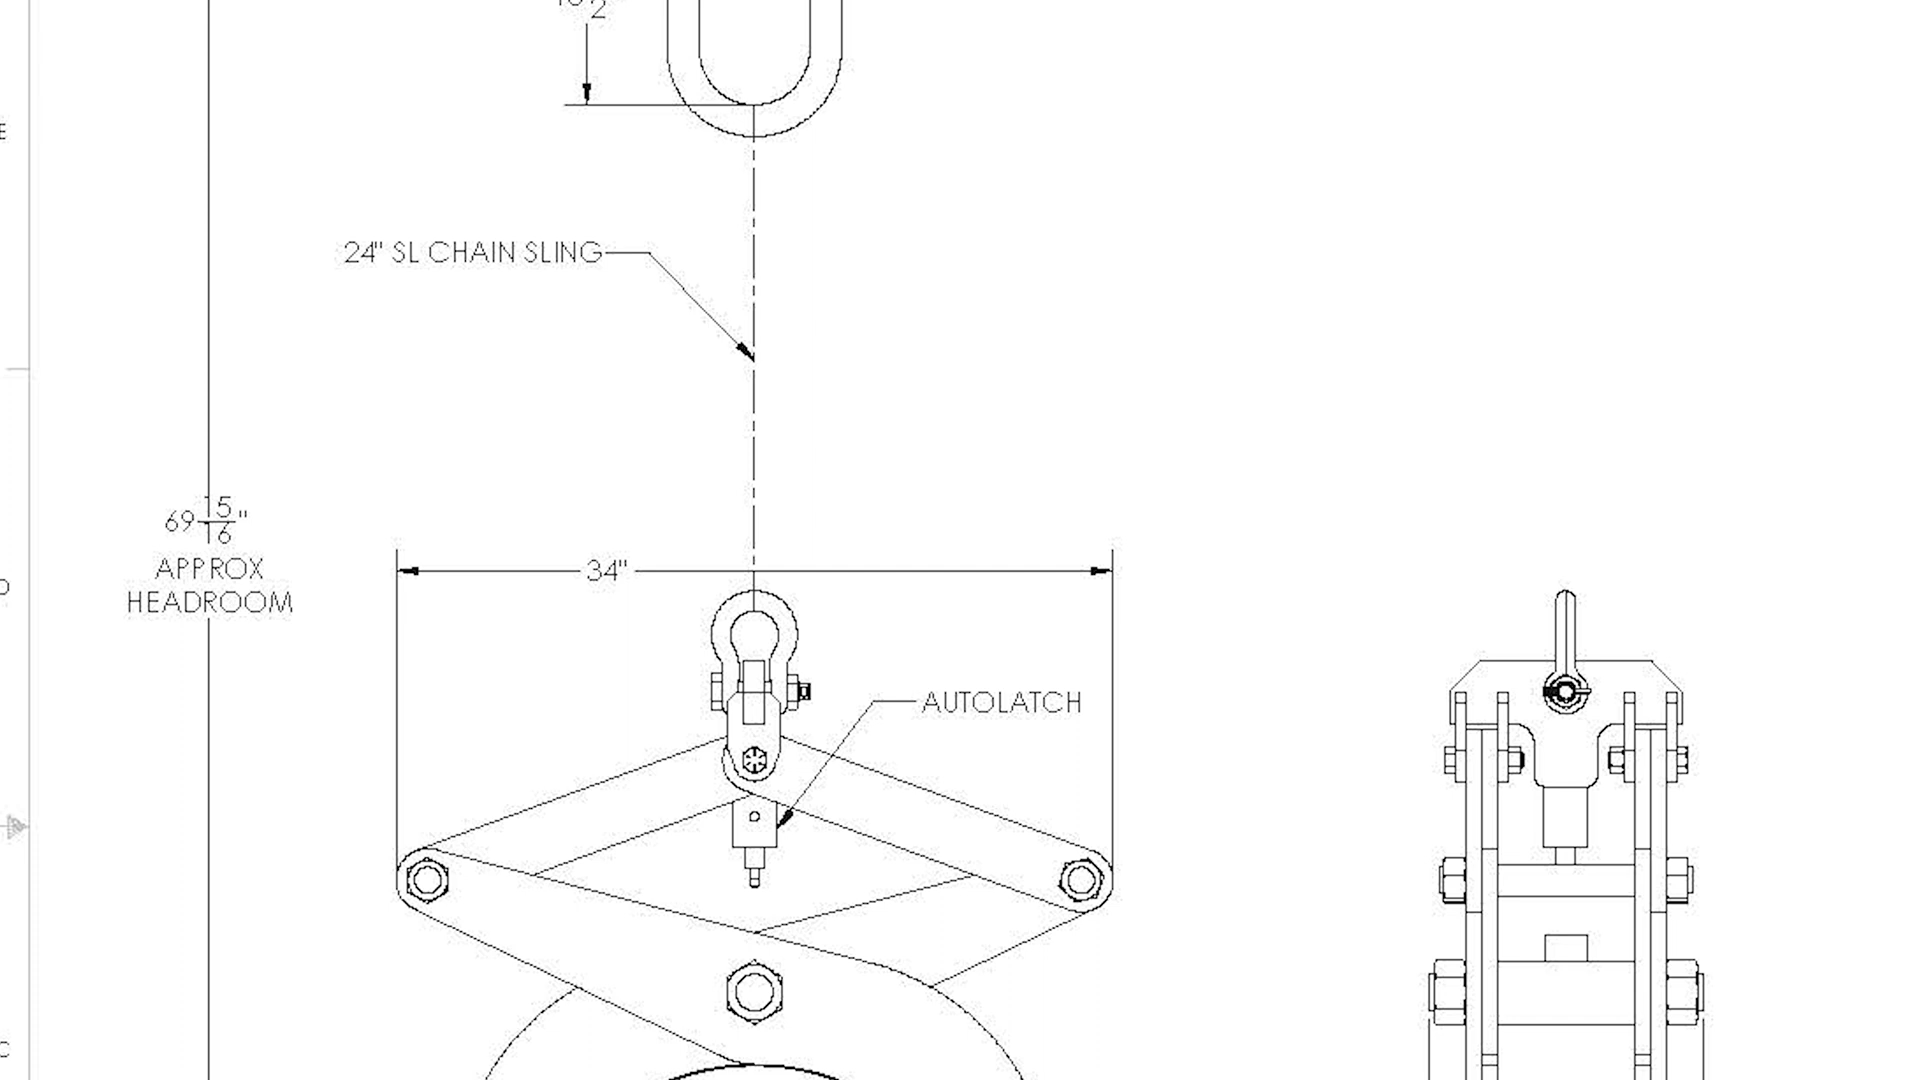 E
24" SL CHAIN SLING
69 15/16"
APPROX
HEADROOM
34"
AUTOLATCH
C